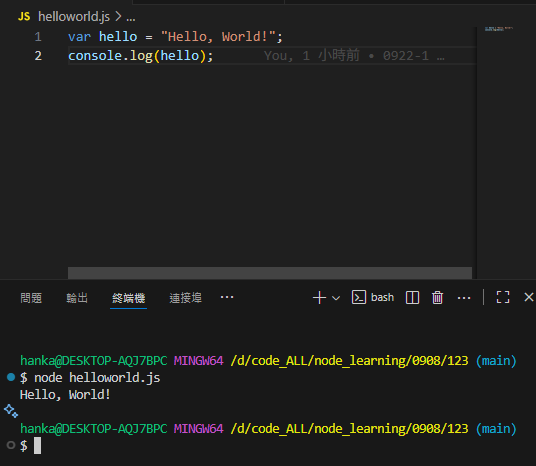 JS helloworld.js > ...
1 var hello = "Hello, World!";
2 console.log(hello); You, 1 小時前 • 0922-1 …
問題 輸出 終端機 連接埠 ... bash
hanka@DESKTOP-AQJ7BPC MINGW64 /d/code_ALL/node_learning/0908/123 (main)
$ node helloworld.js
Hello, World!
hanka@DESKTOP-AQJ7BPC MINGW64 /d/code_ALL/node_learning/0908/123 (main)
$